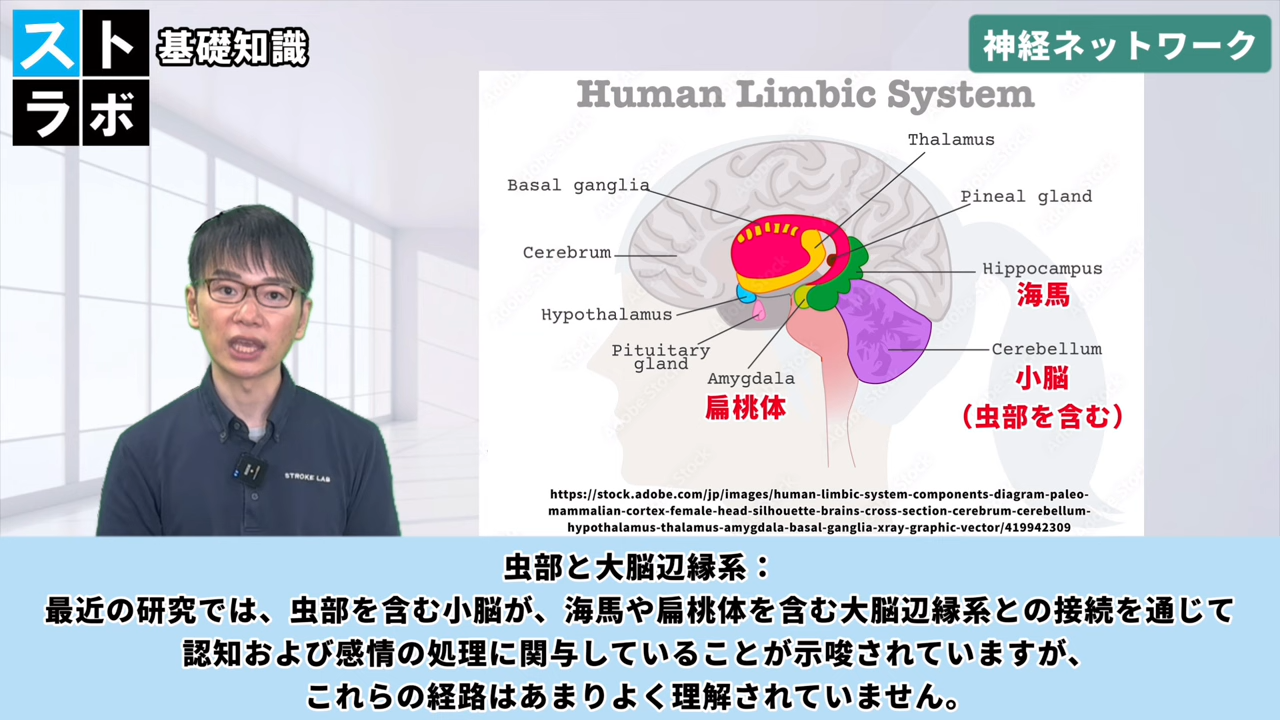 スト
ラボ
基礎知識
神経ネットワーク
Human Limbic System
Thalamus
Basal ganglia
Pineal gland
Cerebrum
Hippocampus
海馬
Hypothalamus
Pituitary
gland
Cerebellum
小脳
（虫部を含む）
Amygdala
扁桃体
STROKE LAB
https://stock.adobe.com/jp/images/human-limbic-system-components-diagram-paleo-
mammalian-cortex-female-head-silhouette-brains-cross-section-cerebrum-cerebellum-
hypothalamus-thalamus-amygdala-basal-ganglia-xray-graphic-vector/419942309
虫部と大脳辺縁系：
最近の研究では、虫部を含む小脳が、海馬や扁桃体を含む大脳辺縁系との接続を通じて
認知および感情の処理に関与していることが示唆されていますが、
これらの経路はあまりよく理解されていません。